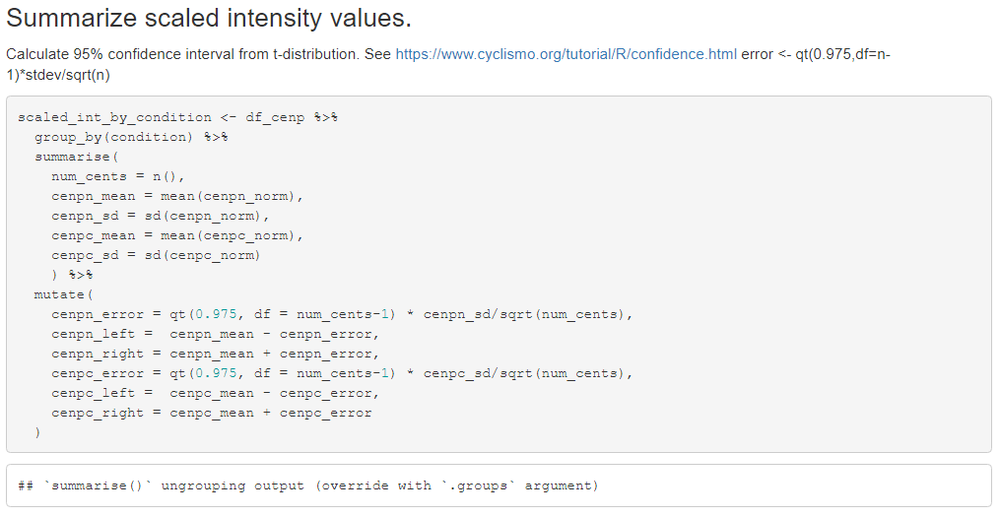 Summarize scaled intensity values.
Calculate 95% confidence interval from t-distribution. See https://www.cyclismo.org/tutorial/R/confidence.html error <- qt(0.975,df=n-
1)*stdev/sqrt(n)
scaled_int_by_condition <- df_cenp %>%
  group_by(condition) %>%
  summarise(
    num_cents = n(),
    cenpn_mean = mean(cenpn_norm),
    cenpn_sd = sd(cenpn_norm),
    cenpc_mean = mean(cenpc_norm),
    cenpc_sd = sd(cenpc_norm)
    ) %>%
  mutate(
    cenpn_error = qt(0.975, df = num_cents-1) * cenpn_sd/sqrt(num_cents),
    cenpn_left =  cenpn_mean - cenpn_error,
    cenpn_right = cenpn_mean + cenpn_error,
    cenpc_error = qt(0.975, df = num_cents-1) * cenpc_sd/sqrt(num_cents),
    cenpc_left =  cenpc_mean - cenpc_error,
    cenpc_right = cenpc_mean + cenpc_error
  )
## `summarise()` ungrouping output (override with `.groups` argument)